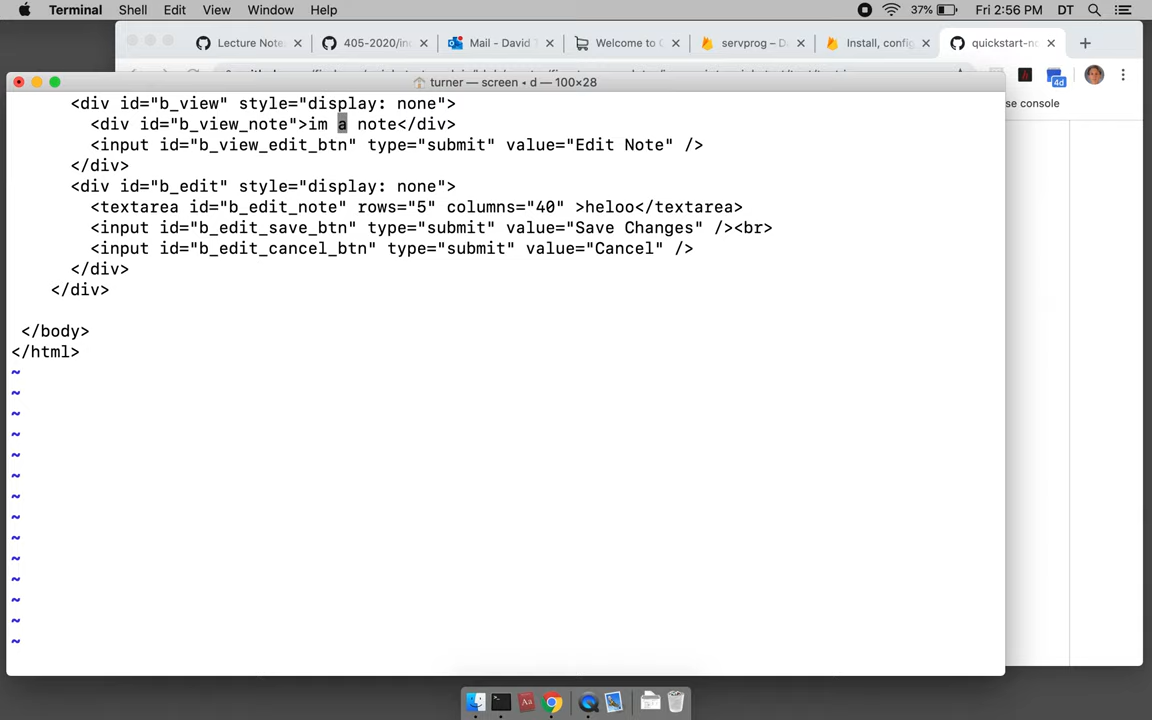 Terminal Shell Edit View Window Help 37% Fri 2:56 PM DT
Lecture Note 405-2020/in Mail - David T Welcome to servprog – D Install, config quickstart-no
4d
turner — screen ◂ d — 100×28
se console
<div id="b_view" style="display: none">
<div id="b_view_note">im a note</div>
<input id="b_view_edit_btn" type="submit" value="Edit Note" />
</div>
<div id="b_edit" style="display: none">
<textarea id="b_edit_note" rows="5" columns="40" >heloo</textarea>
<input id="b_edit_save_btn" type="submit" value="Save Changes" /><br>
<input id="b_edit_cancel_btn" type="submit" value="Cancel" />
</div>
</div>
</body>
</html>
~
~
~
~
~
~
~
~
~
~
~
~
~
~